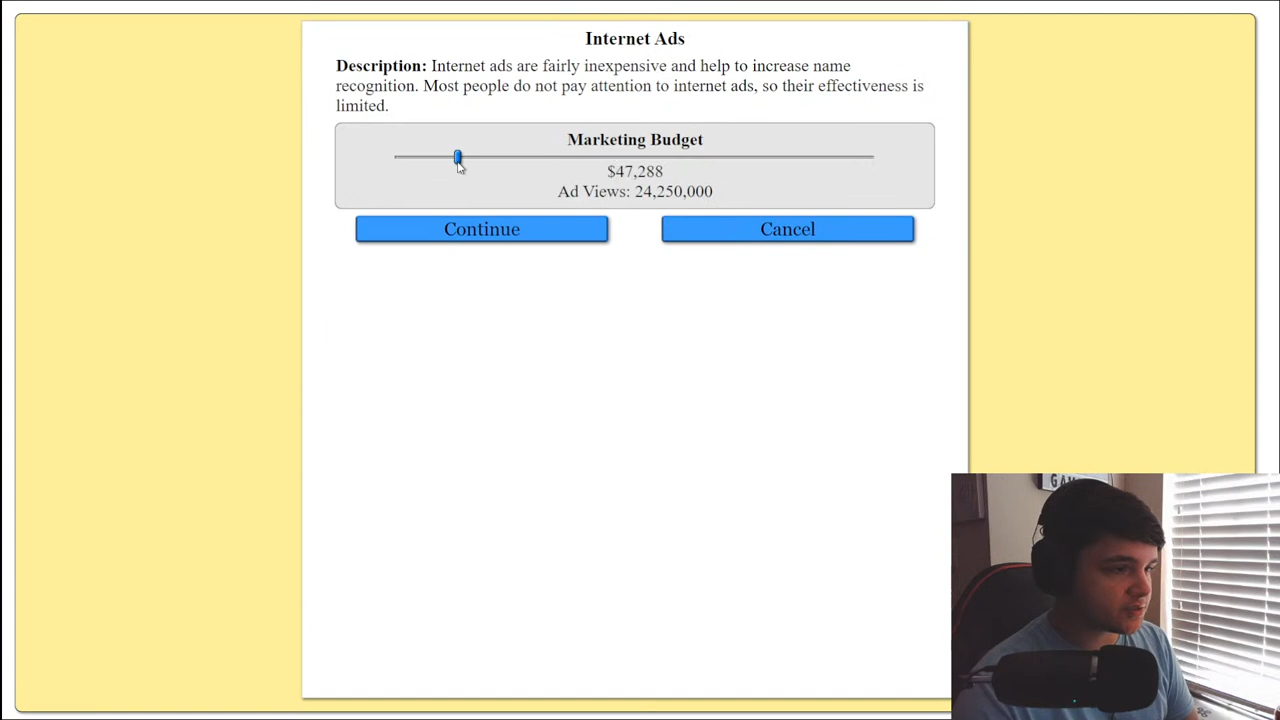 Internet Ads
Description: Internet ads are fairly inexpensive and help to increase name
recognition. Most people do not pay attention to internet ads, so their effectiveness is
limited.
Marketing Budget
$47,288
Ad Views: 24,250,000
Continue
Cancel